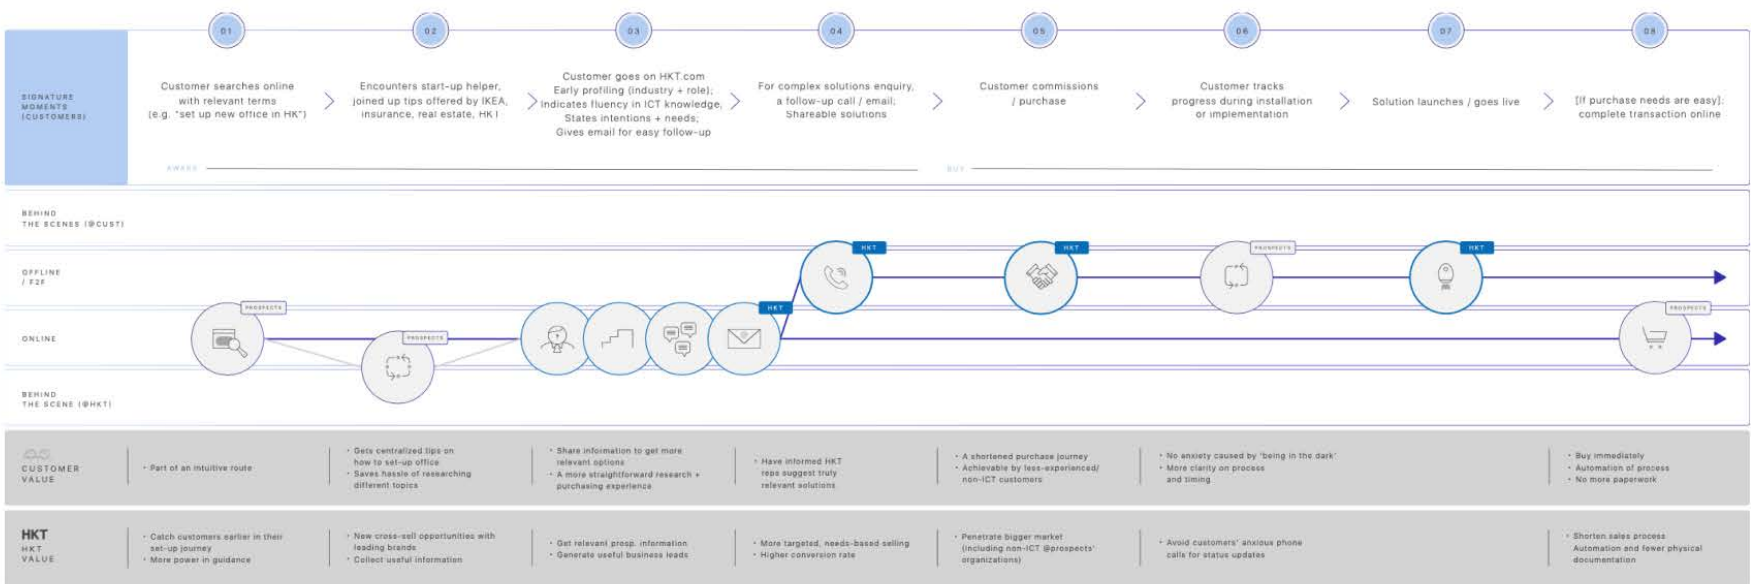 01
02
03
04
05
06
07
08
SIGNATURE
MOMENTS
(CUSTOMERS)
Customer searches online
with relevant terms
(e.g. "set up new office in HK")
Encounters start-up helper,
joined up tips offered by IKEA,
insurance, real estate, HKT
Customer goes on HKT.com
Early profiling (industry + role);
Indicates fluency in ICT knowledge,
States intentions + needs;
Gives email for easy follow-up
For complex solutions enquiry,
a follow-up call / email;
Shareable solutions
Customer commissions
/ purchase
Customer tracks
progress during installation
or implementation
Solution launches / goes live
[If purchase needs are easy]:
complete transaction online
AWARE
BUY
BEHIND
THE SCENES (@CUST)
OFFLINE
/ F2F
HKT
HKT
PROSPECTS
HKT
ONLINE
PROSPECTS
PROSPECTS
HKT
PROSPECTS
BEHIND
THE SCENE (@HKT)
CUSTOMER
VALUE
• Part of an intuitive route
• Gets centralized tips on
how to set-up office
• Saves hassle of researching
different topics
• Share information to get more
relevant options
• A more straightforward research +
purchasing experience
• Have informed HKT
reps suggest truly
relevant solutions
• A shortened purchase journey
• Achievable by less-experienced/
non-ICT customers
• No anxiety caused by 'being in the dark'
• More clarity on process
and timing
• Buy immediately
• Automation of process
• No more paperwork
HKT
HKT
VALUE
• Catch customers earlier in their
set-up journey
• More power in guidance
• New cross-sell opportunities with
leading brands
• Collect useful information
• Get relevant prosp. information
• Generate useful business leads
• More targeted, needs-based selling
• Higher conversion rate
• Penetrate bigger market
(including non-ICT @prospects'
organizations)
• Avoid customers' anxious phone
calls for status updates
• Shorten sales process
Automation and fewer physical
documentation